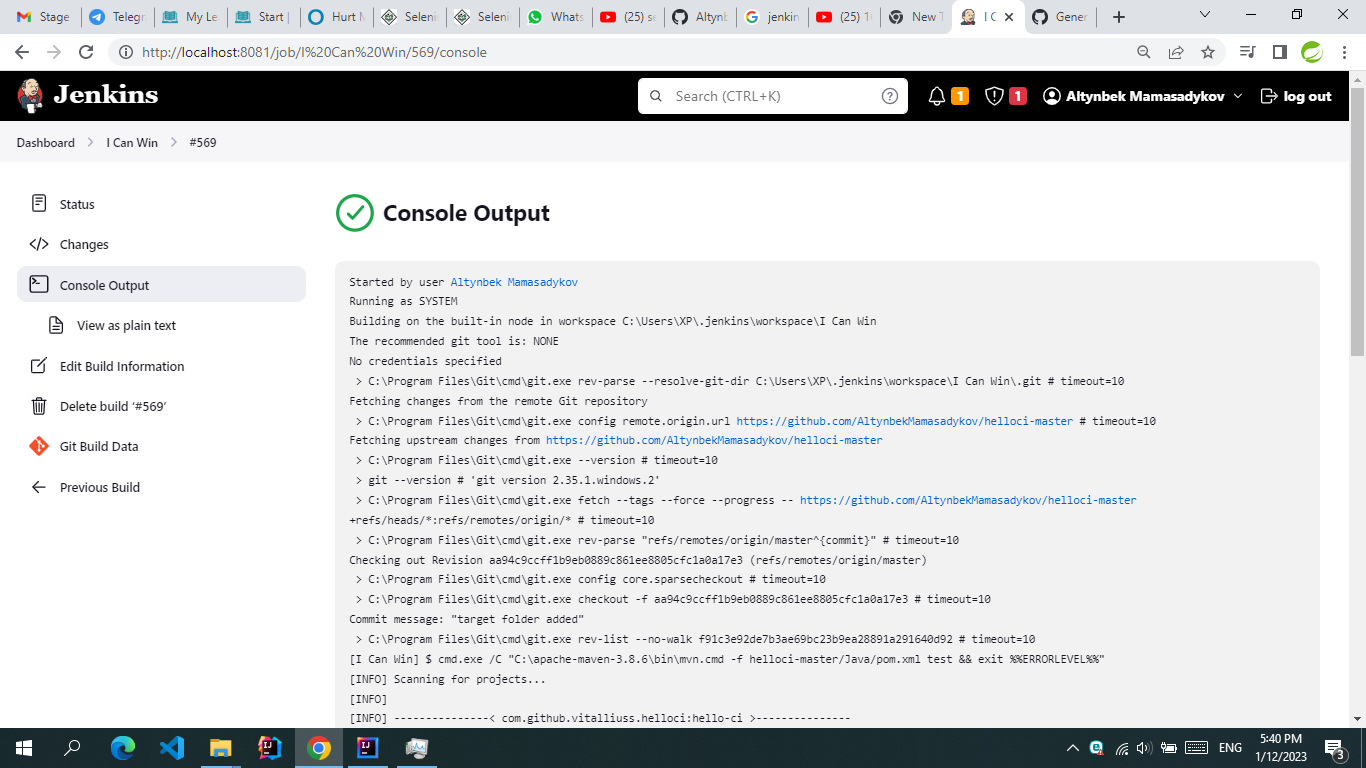 Stage
Telegr
My Le
Start |
Hurt M
Seleni
Seleni
Whats
(25) se
Altynb
jenkin
(25) 1
New T
I C
Gener
http://localhost:8081/job/I%20Can%20Win/569/console
Jenkins
Search (CTRL+K)
1
1
Altynbek Mamasadykov
log out
Dashboard
I Can Win
#569
Status
Changes
Console Output
View as plain text
Edit Build Information
Delete build ‘#569’
Git Build Data
Previous Build
Console Output
Started by user Altynbek Mamasadykov
Running as SYSTEM
Building on the built-in node in workspace C:\Users\XP\.jenkins\workspace\I Can Win
The recommended git tool is: NONE
No credentials specified
> C:\Program Files\Git\cmd\git.exe rev-parse --resolve-git-dir C:\Users\XP\.jenkins\workspace\I Can Win\.git # timeout=10
Fetching changes from the remote Git repository
> C:\Program Files\Git\cmd\git.exe config remote.origin.url https://github.com/AltynbekMamasadykov/helloci-master # timeout=10
Fetching upstream changes from https://github.com/AltynbekMamasadykov/helloci-master
> C:\Program Files\Git\cmd\git.exe --version # timeout=10
> git --version # 'git version 2.35.1.windows.2'
> C:\Program Files\Git\cmd\git.exe fetch --tags --force --progress -- https://github.com/AltynbekMamasadykov/helloci-master
+refs/heads/*:refs/remotes/origin/* # timeout=10
> C:\Program Files\Git\cmd\git.exe rev-parse "refs/remotes/origin/master^{commit}" # timeout=10
Checking out Revision aa94c9ccff1b9eb0889c861ee8805cfc1a0a17e3 (refs/remotes/origin/master)
> C:\Program Files\Git\cmd\git.exe config core.sparsecheckout # timeout=10
> C:\Program Files\Git\cmd\git.exe checkout -f aa94c9ccff1b9eb0889c861ee8805cfc1a0a17e3 # timeout=10
Commit message: "target folder added"
> C:\Program Files\Git\cmd\git.exe rev-list --no-walk f91c3e92de7b3ae69bc23b9ea28891a291640d92 # timeout=10
[I Can Win] $ cmd.exe /C "C:\apache-maven-3.8.6\bin\mvn.cmd -f helloci-master/Java/pom.xml test && exit %%ERRORLEVEL%%"
[INFO] Scanning for projects...
[INFO]
[INFO] ---------------< com.github.vitalliuss.helloci:hello-ci >---------------
ENG
5:40 PM
1/12/2023
3